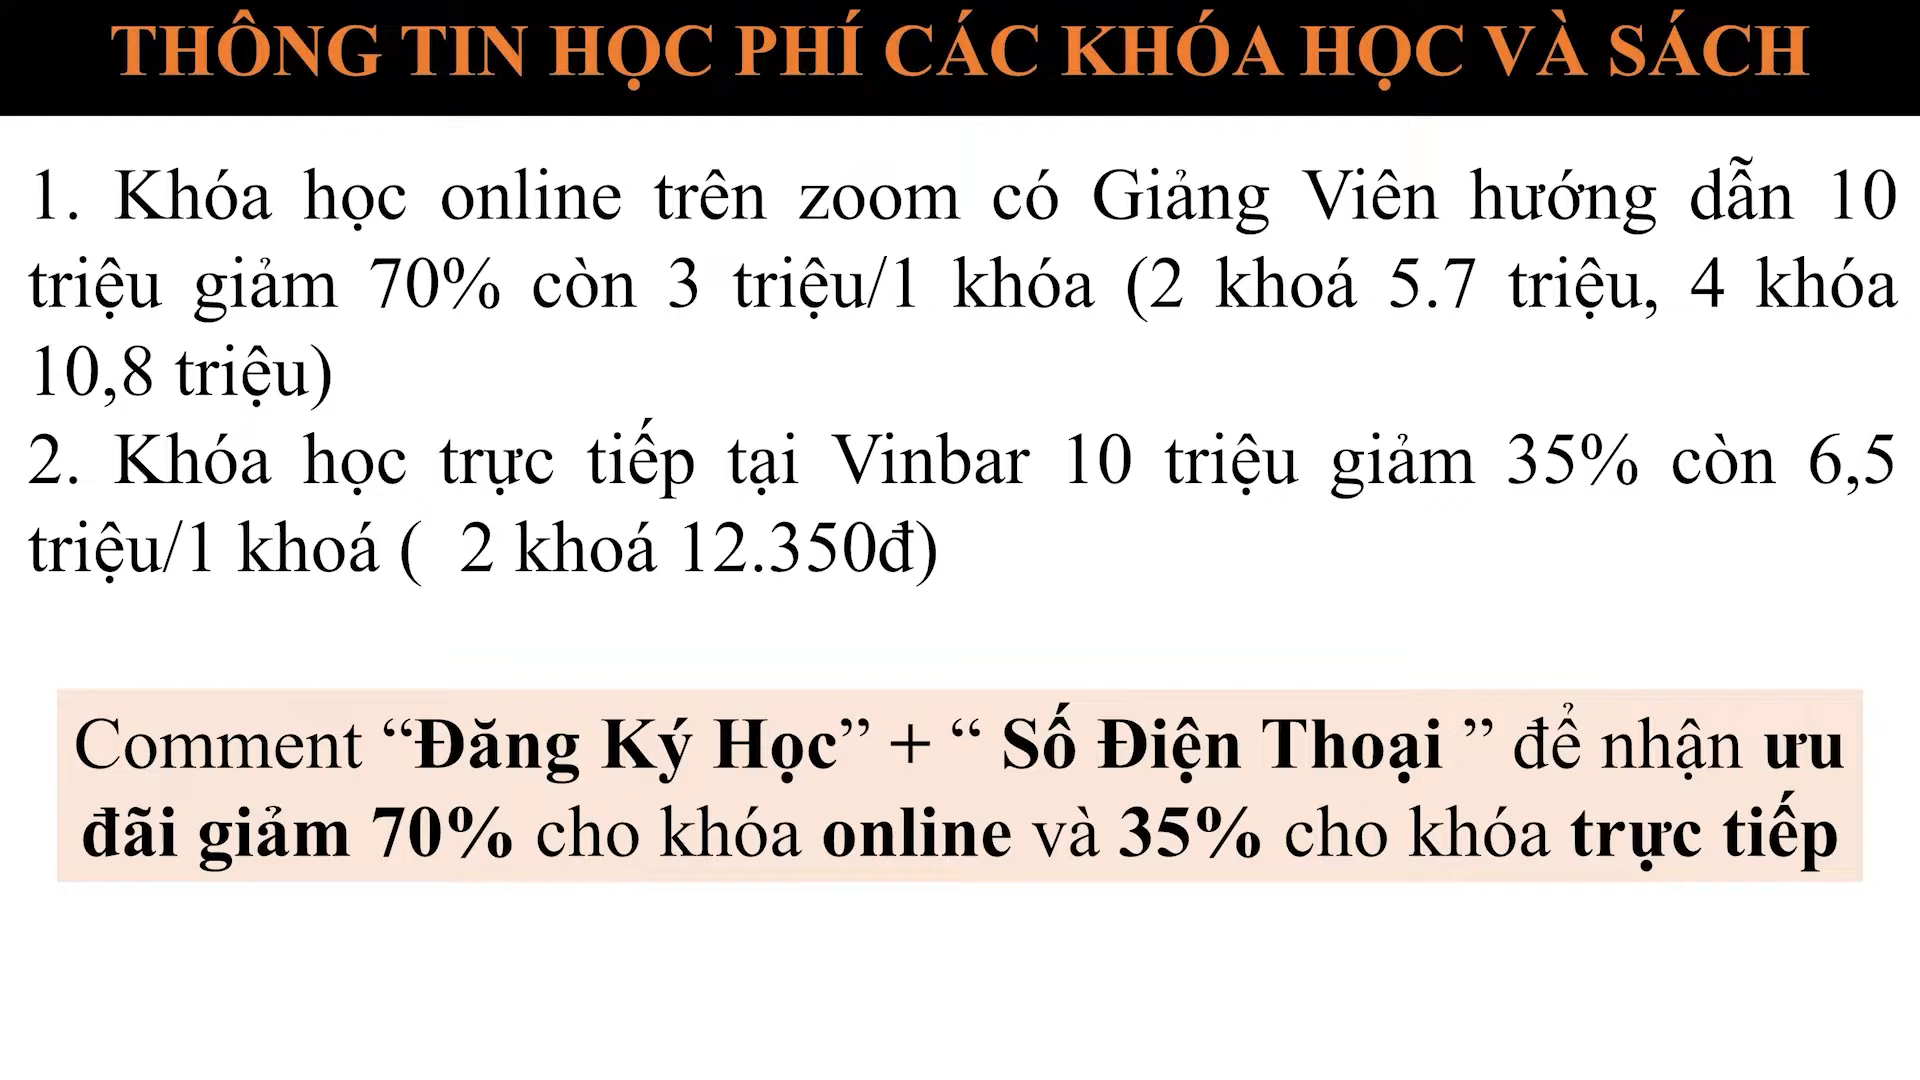 THÔNG TIN HỌC PHÍ CÁC KHÓA HỌC VÀ SÁCH
1. Khóa học online trên zoom có Giảng Viên hướng dẫn 10
triệu giảm 70% còn 3 triệu/1 khóa (2 khoá 5.7 triệu, 4 khóa
10,8 triệu)
2. Khóa học trực tiếp tại Vinbar 10 triệu giảm 35% còn 6,5
triệu/1 khoá (  2 khoá 12.350đ)
Comment “Đăng Ký Học” + “ Số Điện Thoại ” để nhận ưu
đãi giảm 70% cho khóa online và 35% cho khóa trực tiếp